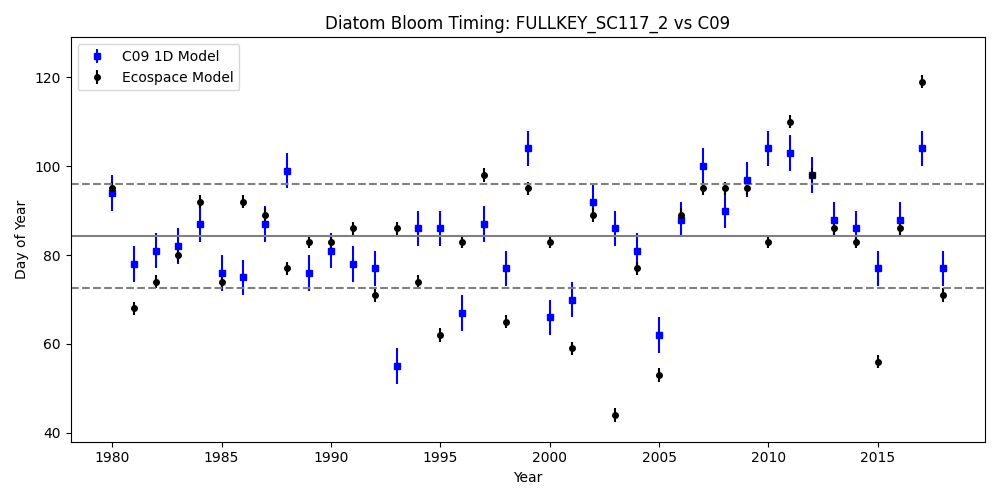 Diatom Bloom Timing: FULLKEY_SC117_2 vs C09
C09 1D Model
Ecospace Model
Day of Year
120
100
80
60
40
1980 1985 1990 1995 2000 2005 2010 2015
Year